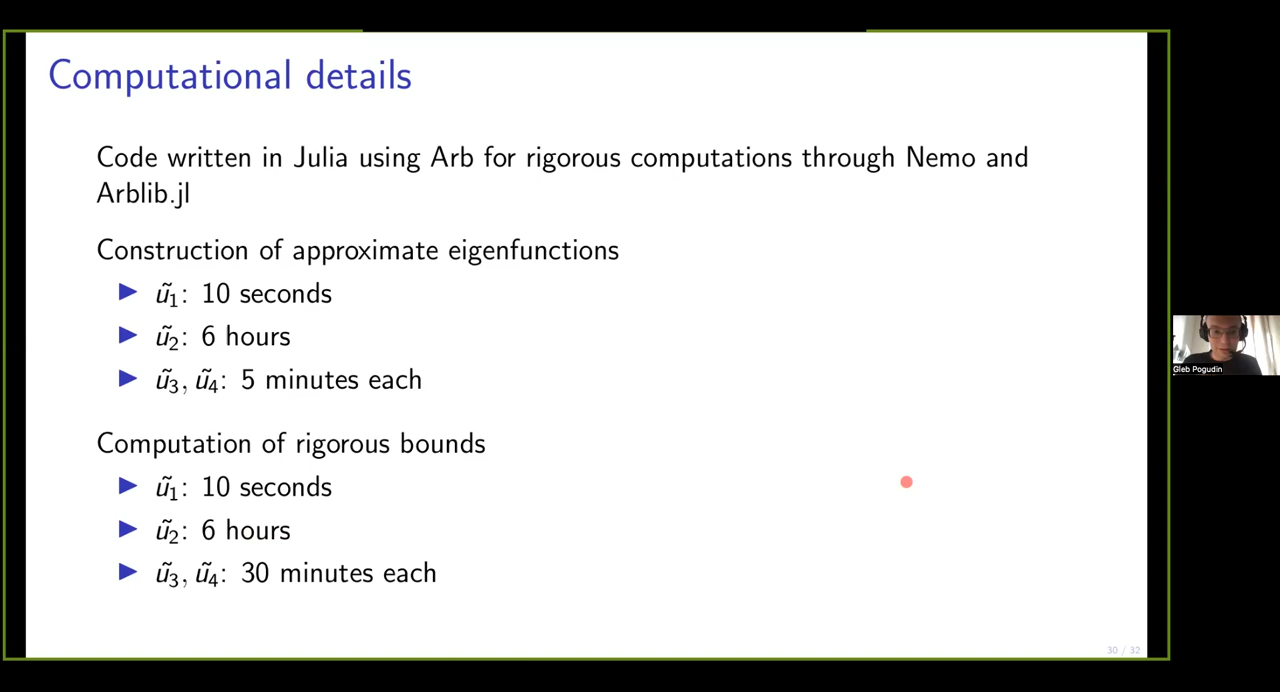 Computational details
Code written in Julia using Arb for rigorous computations through Nemo and
Arblib.jl
Construction of approximate eigenfunctions
▶ ũ₁: 10 seconds
▶ ũ₂: 6 hours
▶ ũ₃, ũ₄: 5 minutes each
Computation of rigorous bounds
▶ ũ₁: 10 seconds
▶ ũ₂: 6 hours
▶ ũ₃, ũ₄: 30 minutes each
30 / 32
Gleb Pogudin